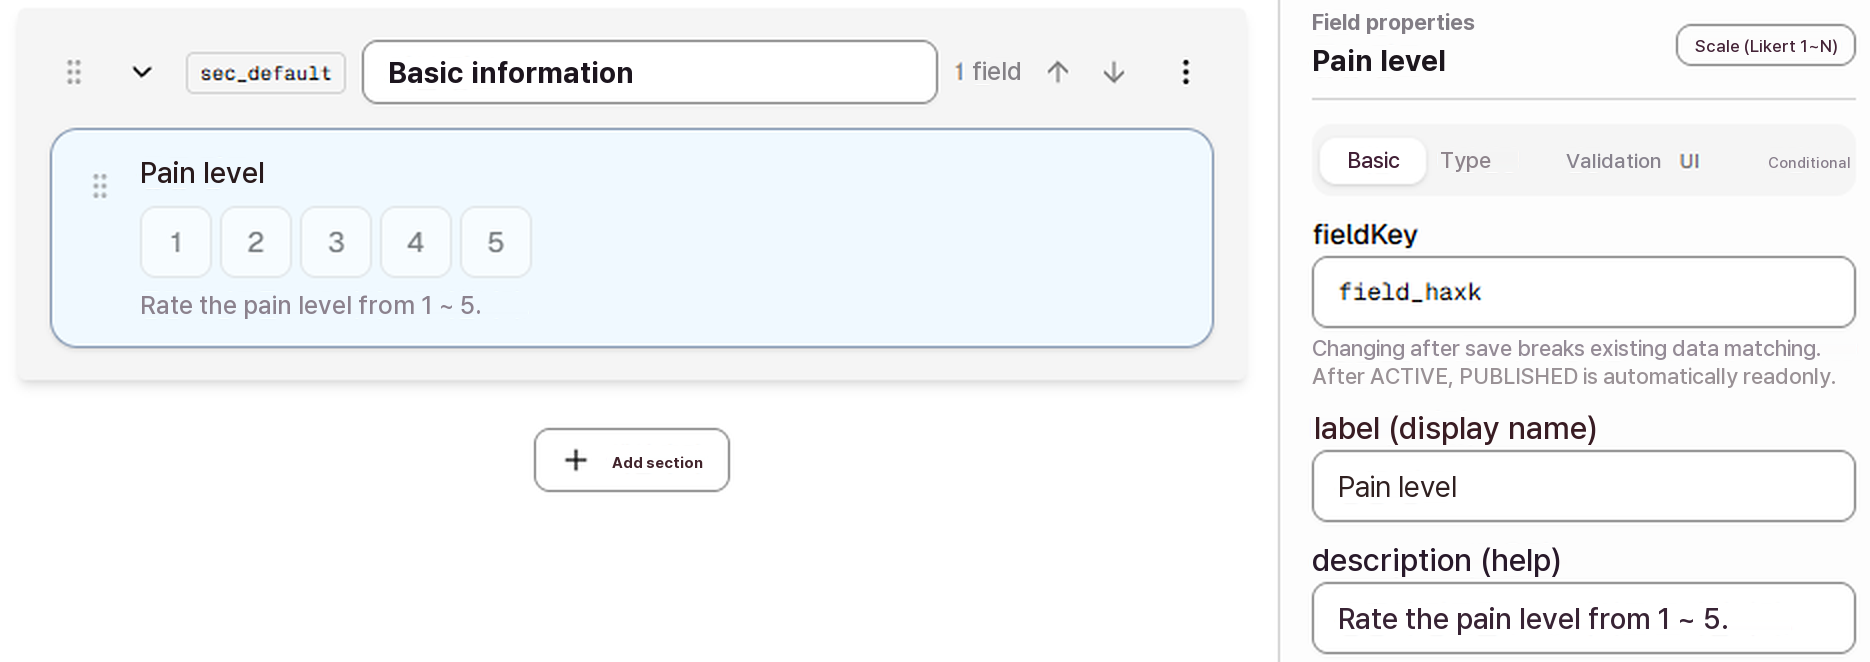 sec_default
Basic information
1 field
Pain level
1 2 3 4 5
Rate the pain level from 1 ~ 5.
Add section
Field properties
Pain level
Scale (Likert 1~N)
Basic Type Validation UI Conditional
fieldKey
field_haxk
Changing after save breaks existing data matching.
After ACTIVE, PUBLISHED is automatically readonly.
label (display name)
Pain level
description (help)
Rate the pain level from 1 ~ 5.